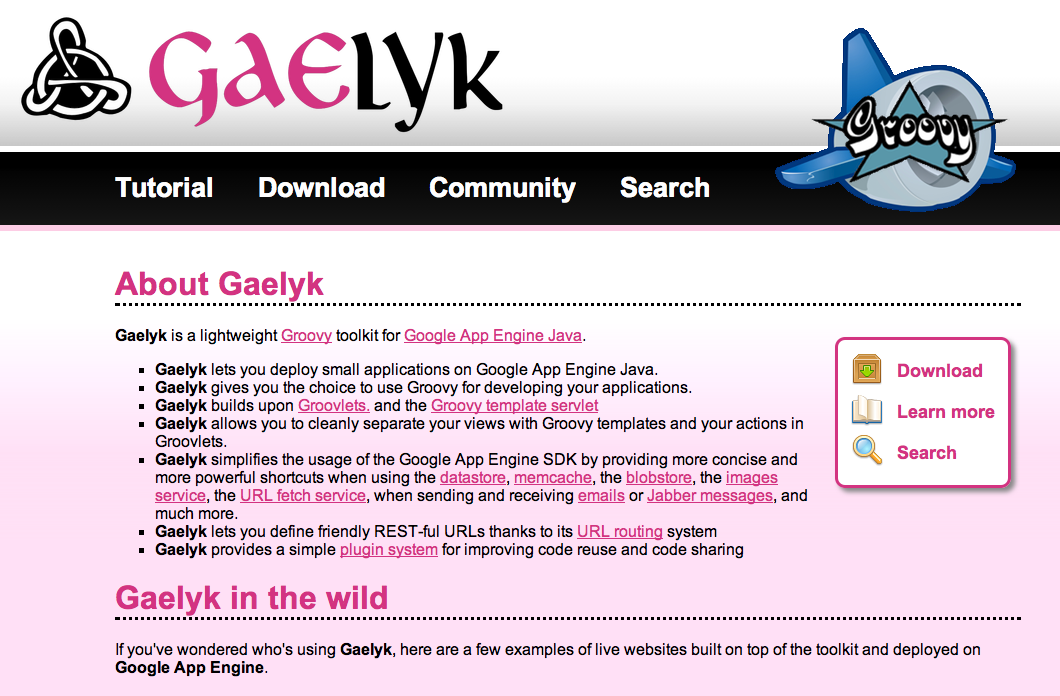 Gaelyk
Groovy
Tutorial Download Community Search
About Gaelyk
Gaelyk is a lightweight Groovy toolkit for Google App Engine Java.
Gaelyk lets you deploy small applications on Google App Engine Java.
Gaelyk gives you the choice to use Groovy for developing your applications.
Gaelyk builds upon Groovlets. and the Groovy template servlet
Gaelyk allows you to cleanly separate your views with Groovy templates and your actions in
Groovlets.
Gaelyk simplifies the usage of the Google App Engine SDK by providing more concise and
more powerful shortcuts when using the datastore, memcache, the blobstore, the images
service, the URL fetch service, when sending and receiving emails or Jabber messages, and
much more.
Gaelyk lets you define friendly REST-ful URLs thanks to its URL routing system
Gaelyk provides a simple plugin system for improving code reuse and code sharing
Download
Learn more
Search
Gaelyk in the wild
If you've wondered who's using Gaelyk, here are a few examples of live websites built on top of the toolkit and deployed on
Google App Engine.